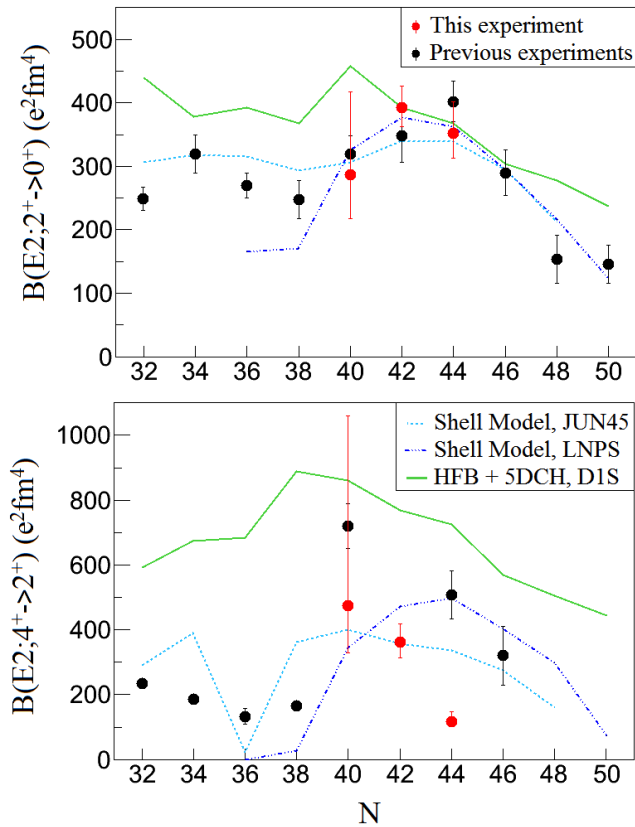 This experiment
Previous experiments
B(E2;2⁺->0⁺) (e²fm⁴)
500
400
300
200
100
0
32 34 36 38 40 42 44 46 48 50
Shell Model, JUN45
Shell Model, LNPS
HFB + 5DCH, D1S
B(E2;4⁺->2⁺) (e²fm⁴)
1000
800
600
400
200
0
32 34 36 38 40 42 44 46 48 50
N